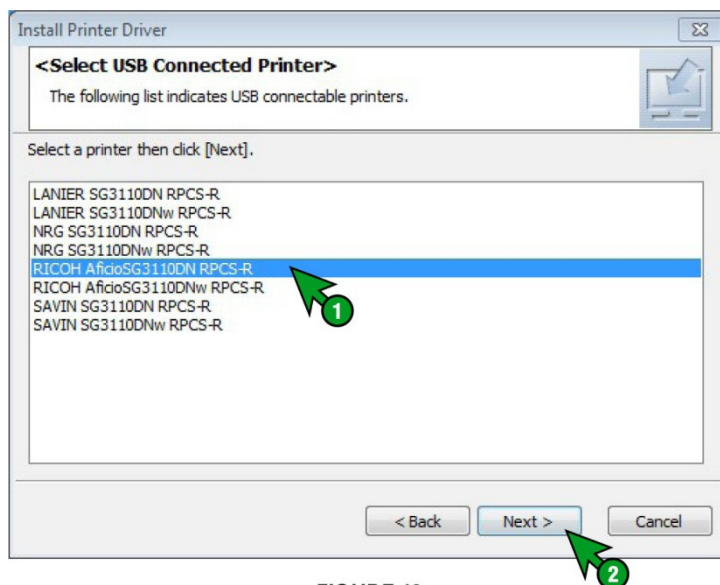 Install Printer Driver
<Select USB Connected Printer>
The following list indicates USB connectable printers.
Select a printer then click [Next].
LANIER SG3110DN RPCS-R
LANIER SG3110DNw RPCS-R
NRG SG3110DN RPCS-R
NRG SG3110DNw RPCS-R
RICOH AficioSG3110DN RPCS-R
RICOH AficioSG3110DNw RPCS-R
SAVIN SG3110DN RPCS-R
SAVIN SG3110DNw RPCS-R
1
< Back
Next >
Cancel
2